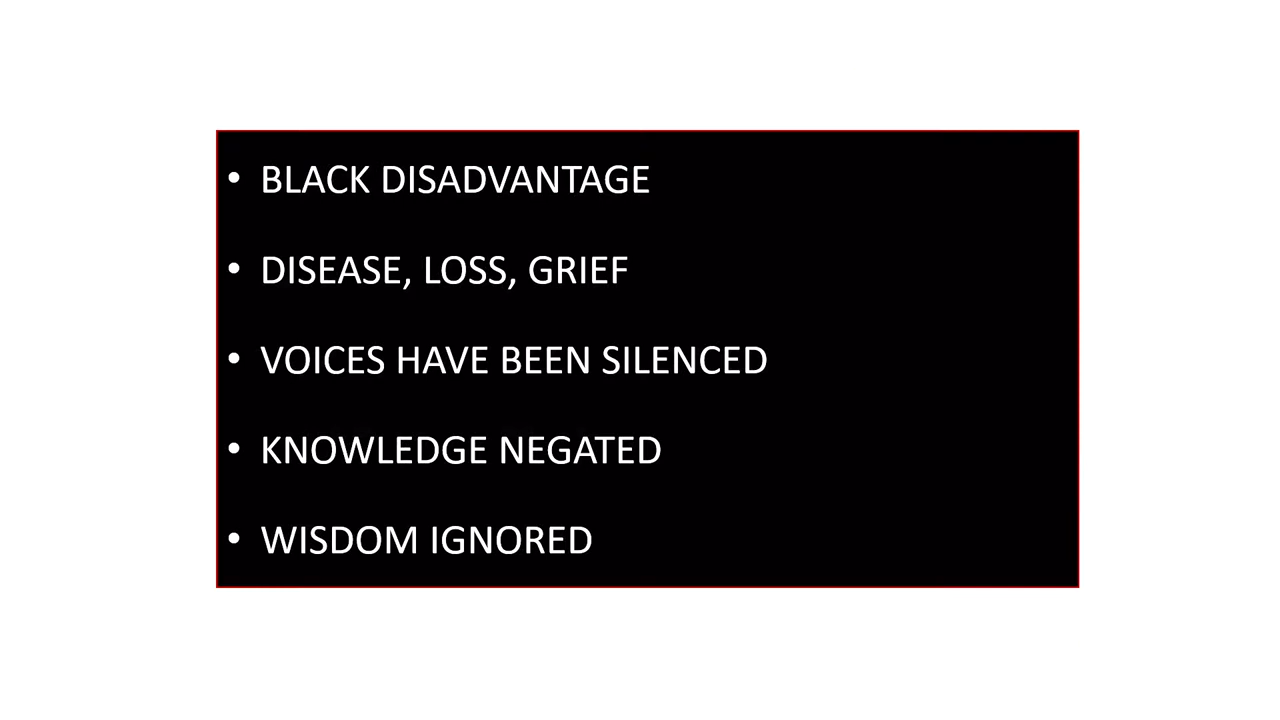 • BLACK DISADVANTAGE
• DISEASE, LOSS, GRIEF
• VOICES HAVE BEEN SILENCED
• KNOWLEDGE NEGATED
• WISDOM IGNORED